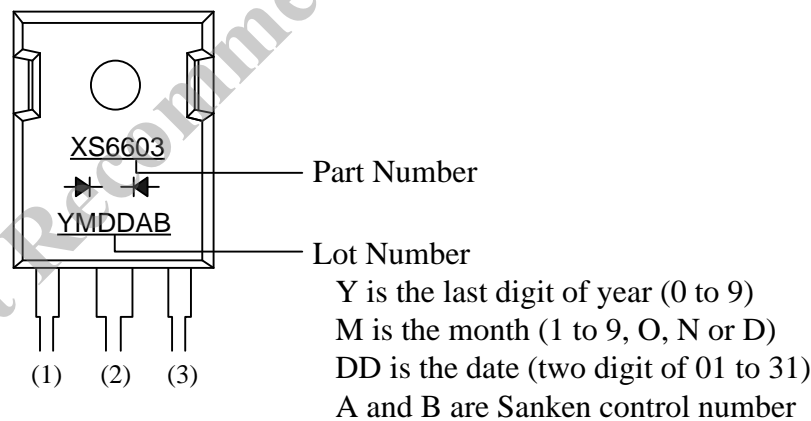 t Recomme
XS6603
Part Number
YMDDAB
Lot Number
Y is the last digit of year (0 to 9)
M is the month (1 to 9, O, N or D)
DD is the date (two digit of 01 to 31)
A and B are Sanken control number
(1) (2) (3)